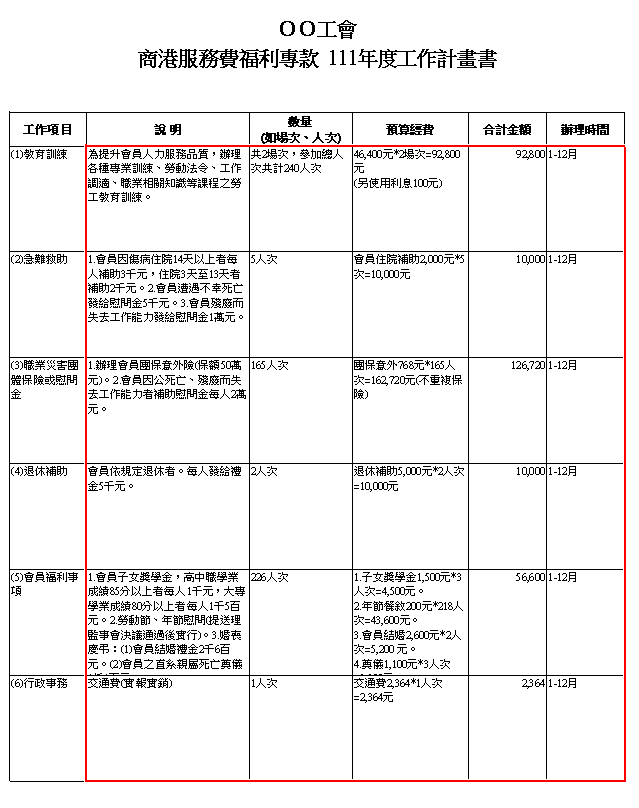 ＯＯ工會
商港服務費福利專款 111年度工作計畫書
工作項目 說 明 數量 預算經費 合計金額 辦理時間
(如場次、人次)
(1)教育訓練 為提升會員人力服務品質，辦理 共2場次，參加總人 46,400元*2場次=92,800 92,800 1-12月
各種專業訓練、勞動法令、工作 次共計240人次 元
調適、職業相關知識等課程之勞 (另使用利息100元)
工教育訓練。
(2)急難救助 1.會員因傷病住院14天以上者每 5人次 會員住院補助2,000元*5 10,000 1-12月
人補助3千元，住院3天至13天者 次=10,000元
補助2千元。2.會員遭遇不幸死亡
發給慰問金5千元。3.會員殘廢而
失去工作能力發給慰問金1萬元。
(3)職業災害團 1.辦理會員團保意外險(保額50萬 165人次 團保意外768元*165人 126,720 1-12月
體保險或慰問 元)。2.會員因公死亡、殘廢而失 次=162,720元(不重複保
金 去工作能力者補助慰問金每人2萬 險)
元。
(4)退休補助 會員依規定退休者。每人發給禮 2人次 退休補助5,000元*2人次 10,000 1-12月
金5千元。 =10,000元
(5)會員福利事 1.會員子女獎學金，高中職學業 226人次 1.子女獎學金1,500元*3 56,600 1-12月
項 成績85分以上者每人1千元，大專 人次=4,500元。
學業成績80分以上者每人1千5百 2.年節餐敘200元*218人
元。2.勞動節、年節慰問(提送理 次=43,600元。
監事會決議通過後實行)。3.婚喪 3.會員結婚2,600元*2人
慶弔：(1)會員結婚禮金2千6百 次=5,200元。
元。(2)會員之直系親屬死亡奠儀 4.奠儀1,100元*3人次
(6)行政事務 交通費(實報實銷) 1人次 交通費2,364*1人次 2,364 1-12月
=2,364元